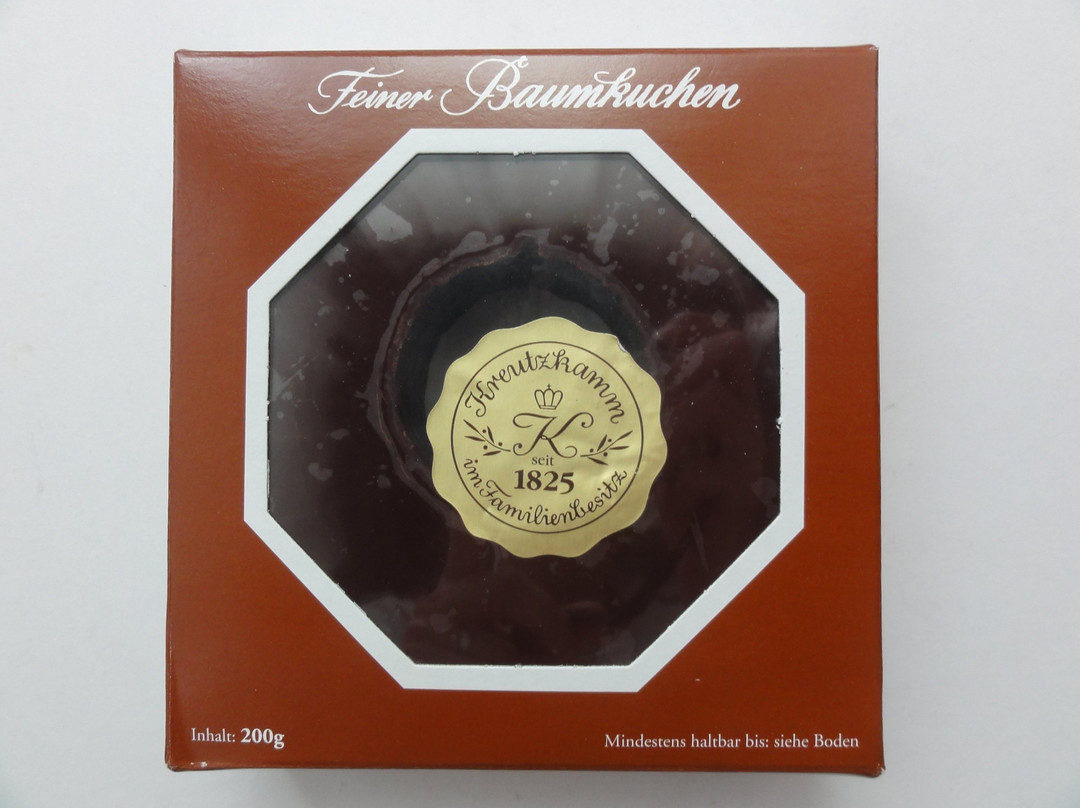 Feiner Baumkuchen
Kreutzkamm
K
seit
1825
im Familienbesitz
Inhalt: 200g
Mindestens haltbar bis: siehe Boden